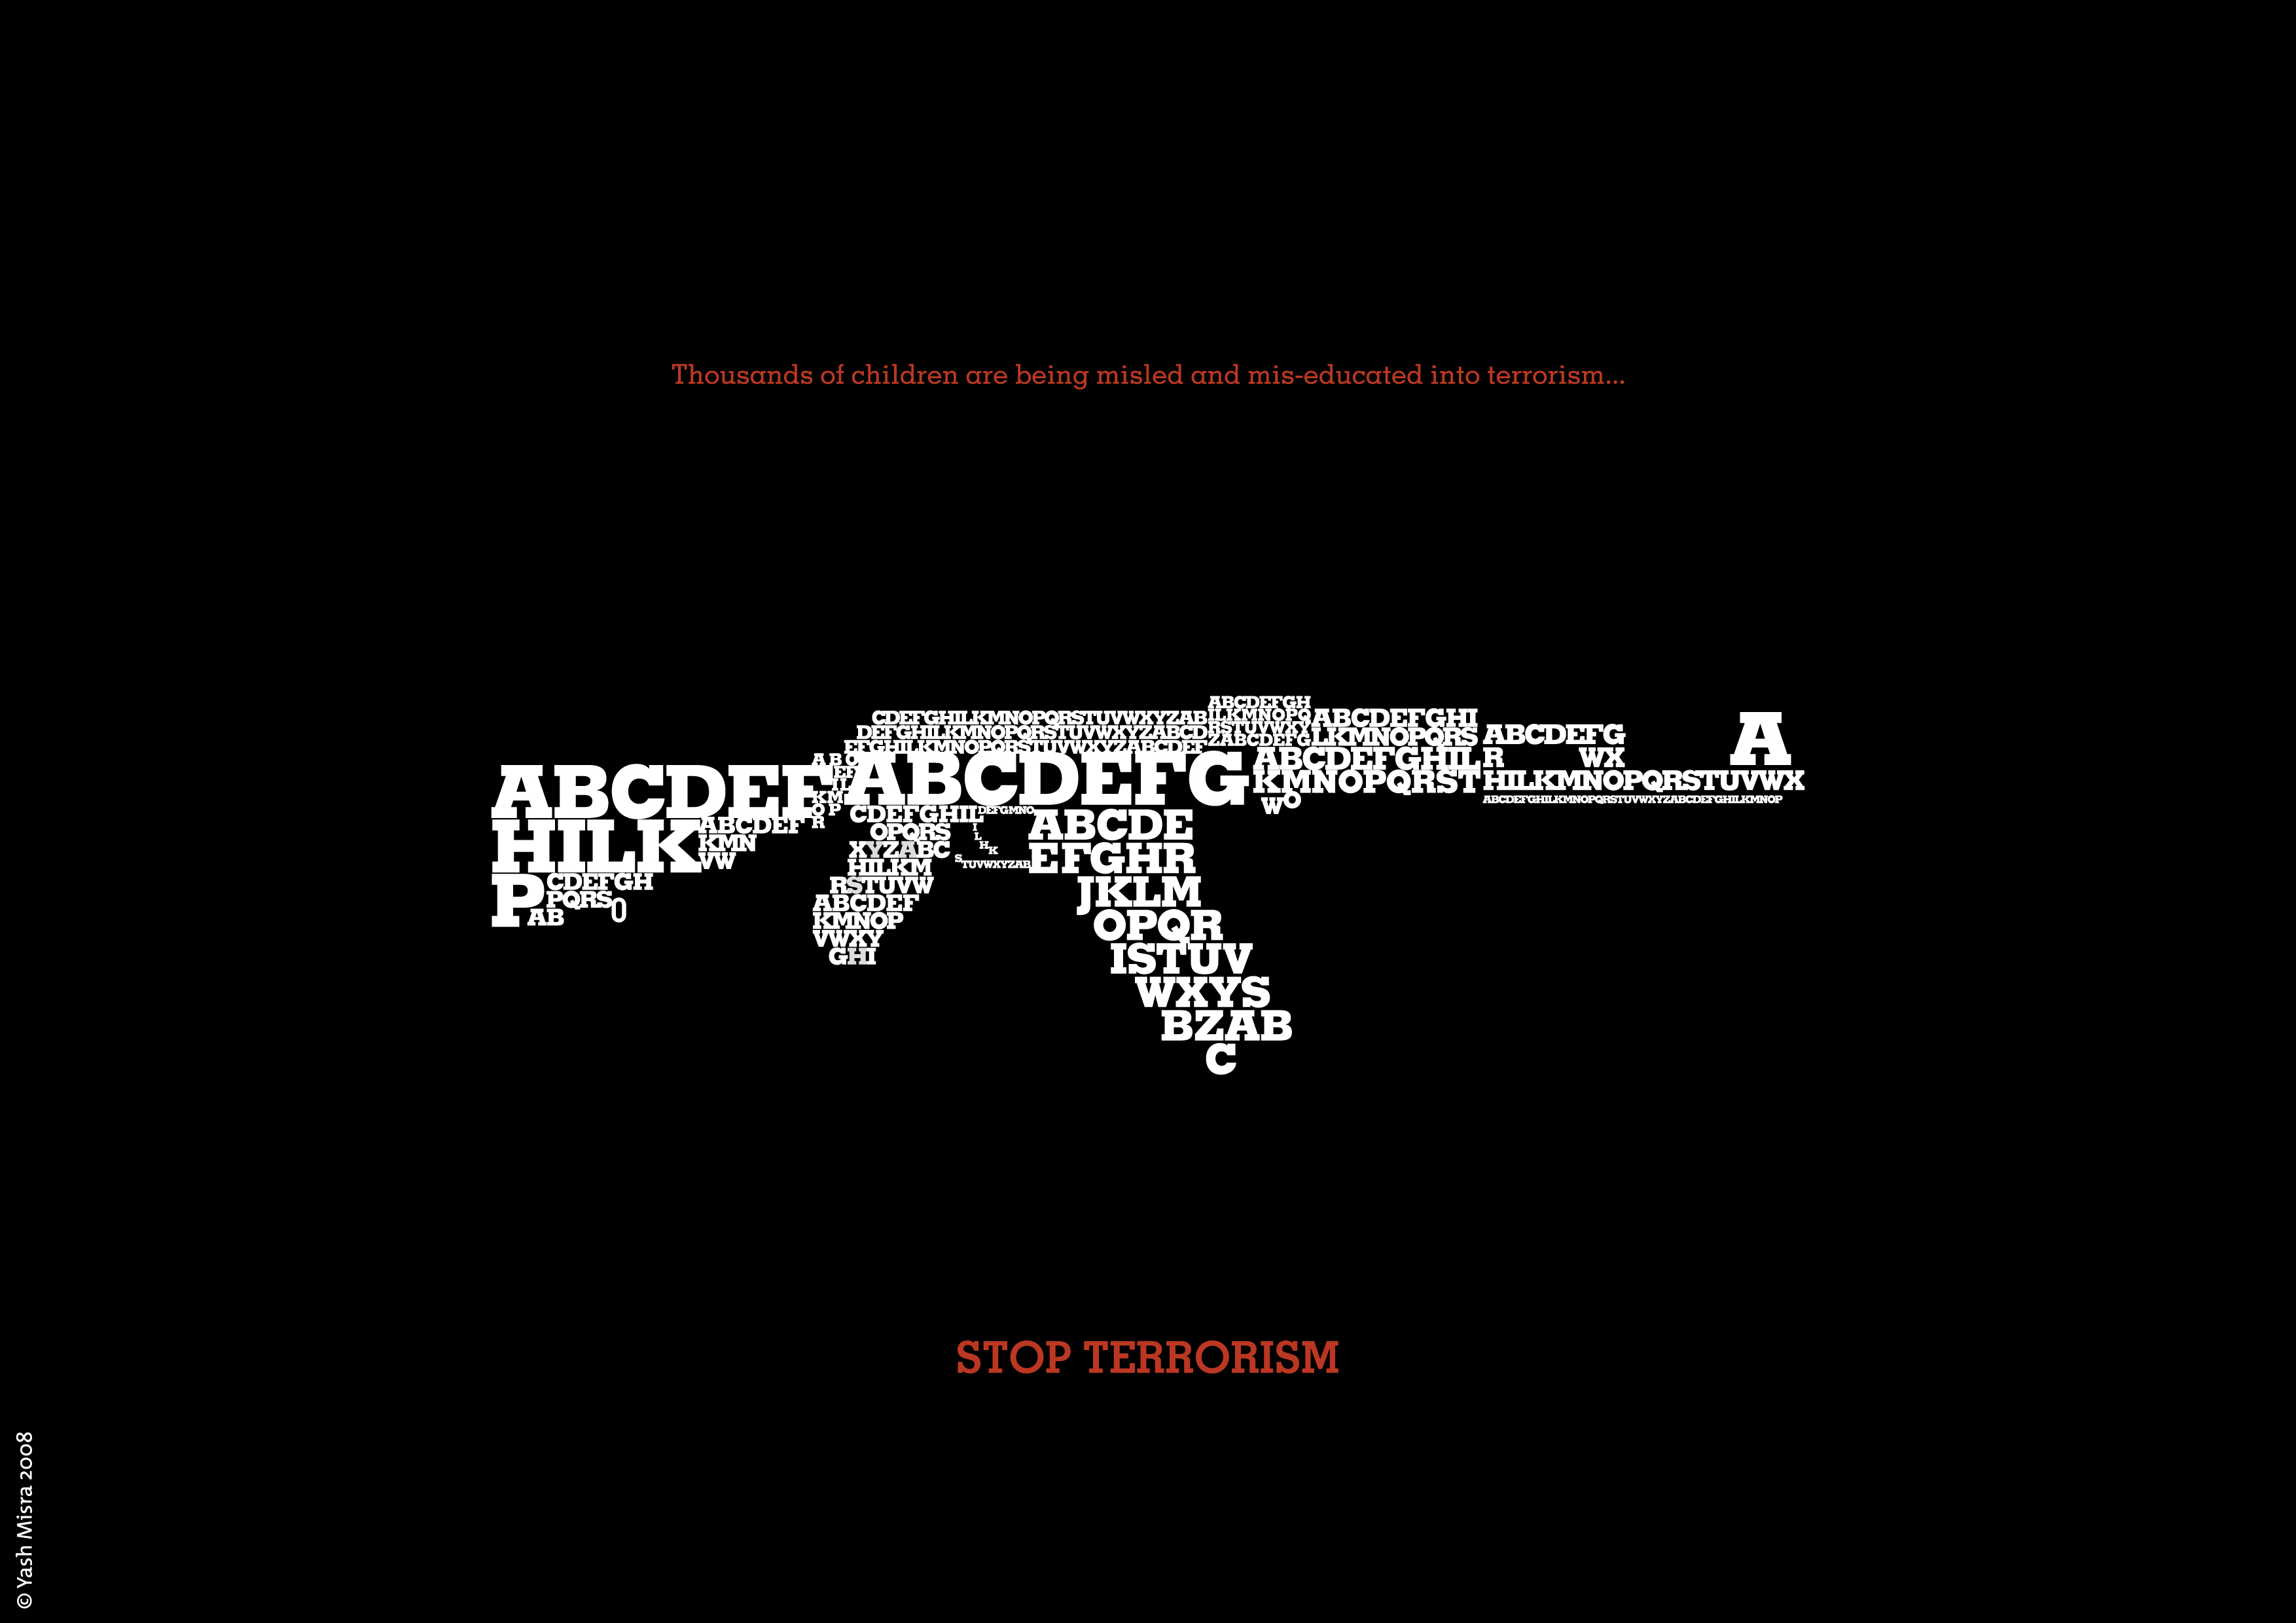 Thousands of children are being misled and mis-educated into terrorism...
ABCDEFGH
ILKMNOPQ
RSTUVWXY
ZABCDEFG
CDEFGHILKMNOPQRSTUVWXYZAB
DEFGHILKMNOPQRSTUVWXYZABCD
EFGHILKMNOPQRSTUVWXYZABCDEF
ABCDEFGHI
LKMNOPQRS
ABCDEFGHIL
KMNOPQRST
WO
ABCDEFG
R WX
HILKMNOPQRSTUVWX
ABCDEFGHILKMNOPQRSTUVWXYZABCDEFGHILKMNOP
A
ABCDEFG
ABCDEFF
HILK
P
ABCDEF
KMN
VW
CDEFGH
PQRS
AB
0
KM
OP
R
CDEFGHIL
OPQRS
XYZABC
HILKM
RSTUVW
ABCDEF
KMNOP
VWXY
GHI
DEFGMNO
I
L
H
K
STUVWXYZAB
ABCDE
EFGHR
JKLM
OPQR
ISTUV
WXYS
BZAB
C
STOP TERRORISM
© Yash Misra 2008